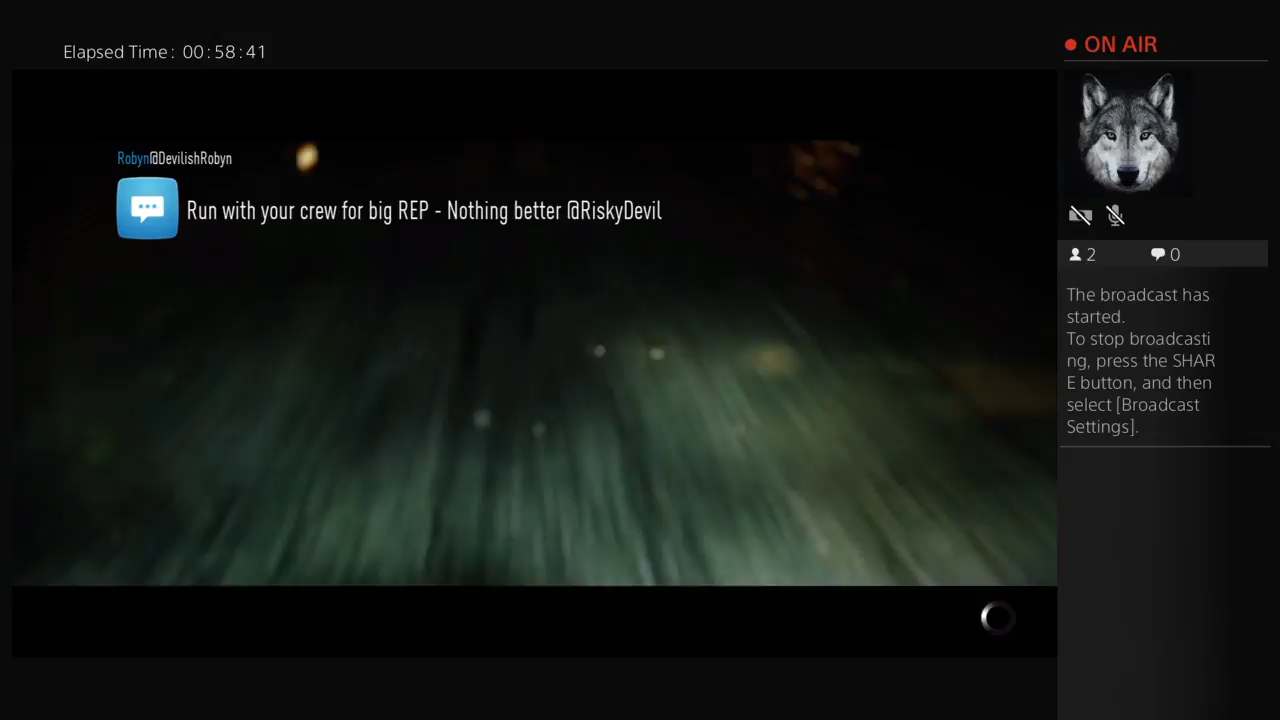 Elapsed Time: 00:58:41
ON AIR
Robyn@DevilishRobyn
Run with your crew for big REP - Nothing better @RiskyDevil
2
0
The broadcast has
started.
To stop broadcasti
ng, press the SHAR
E button, and then
select [Broadcast
Settings].